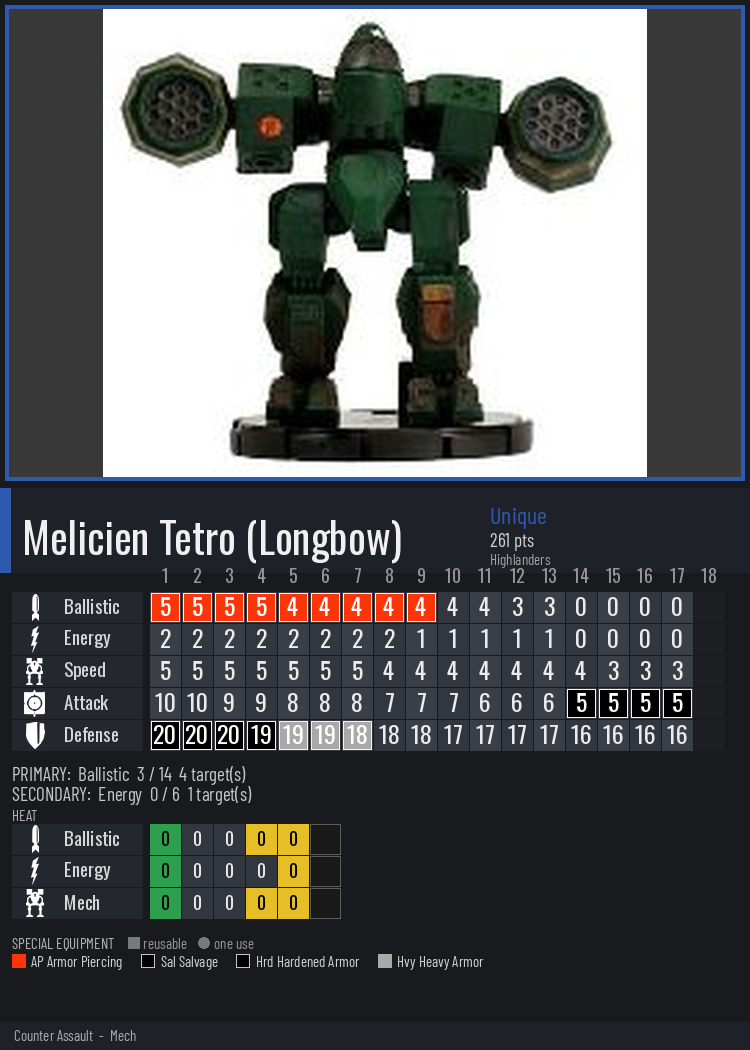 Melicien Tetro (Longbow)
Unique
261 pts
Highlanders
1 2 3 4 5 6 7 8 9 10 11 12 13 14 15 16 17 18
Ballistic 5 5 5 5 4 4 4 4 4 4 4 3 3 0 0 0 0
Energy 2 2 2 2 2 2 2 2 1 1 1 1 1 0 0 0 0
Speed 5 5 5 5 5 5 5 4 4 4 4 4 4 4 3 3 3
Attack 10 10 9 9 8 8 8 7 7 7 6 6 6 5 5 5 5
Defense 20 20 20 19 19 19 18 18 18 17 17 17 17 16 16 16 16
PRIMARY: Ballistic 3 / 14 4 target(s)
SECONDARY: Energy 0 / 6 1 target(s)
HEAT
Ballistic 0 0 0 0 0
Energy 0 0 0 0 0
Mech 0 0 0 0 0
SPECIAL EQUIPMENT reusable one use
AP Armor Piercing Sal Salvage Hrd Hardened Armor Hvy Heavy Armor
Counter Assault - Mech